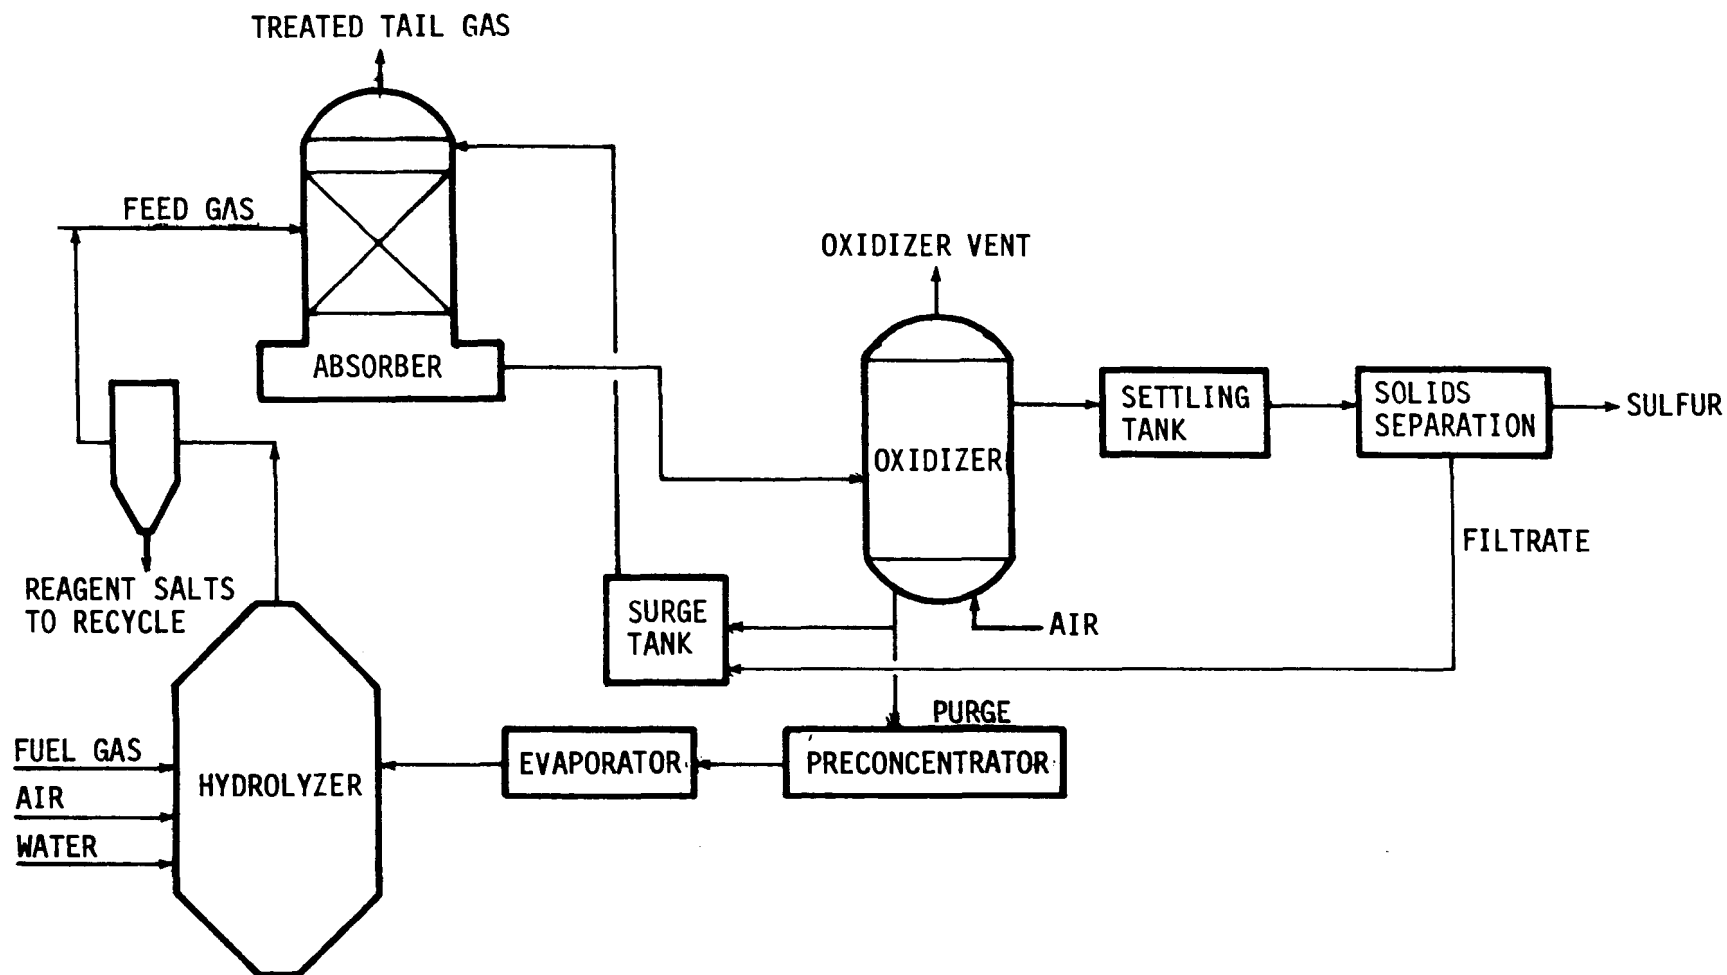 TREATED TAIL GAS
FEED GAS
OXIDIZER VENT
ABSORBER
SETTLING
TANK
SOLIDS
SEPARATION
SULFUR
OXIDIZER
FILTRATE
REAGENT SALTS
TO RECYCLE
SURGE
TANK
AIR
PURGE
FUEL GAS
HYDROLYZER
EVAPORATOR
PRECONCENTRATOR
AIR
WATER